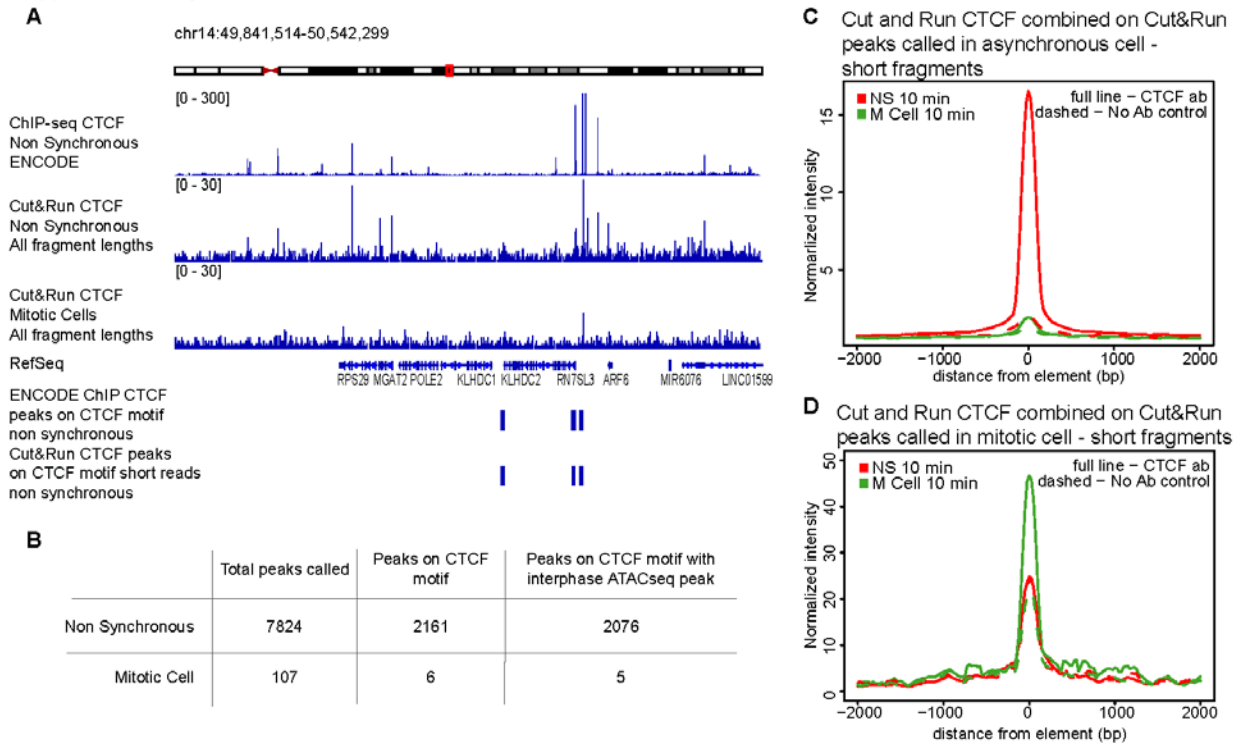 A
chr14:49,841,514-50,542,299
[0 - 300]
ChIP-seq CTCF
Non Synchronous
ENCODE
[0 - 30]
Cut&Run CTCF
Non Synchronous
All fragment lengths
[0 - 30]
Cut&Run CTCF
Mitotic Cells
All fragment lengths
RefSeq
RPS29 MGAT2 POLE2 KLHDC1 KLHDC2 RN7SL3 ARF6 MIR6076 LINC01599
ENCODE ChIP CTCF
peaks on CTCF motif
non synchronous
Cut&Run CTCF peaks
on CTCF motif short reads
non synchronous
B
Total peaks called
Peaks on CTCF
motif
Peaks on CTCF motif with
interphase ATACseq peak
Non Synchronous 7824 2161 2076
Mitotic Cell 107 6 5
C Cut and Run CTCF combined on Cut&Run
peaks called in asynchronous cell -
short fragments
NS 10 min
M Cell 10 min
full line – CTCF ab
dashed – No Ab control
Normarlized intensity
15
10
5
−2000 −1000 0 1000 2000
distance from element (bp)
D Cut and Run CTCF combined on Cut&Run
peaks called in mitotic cell - short fragments
NS 10 min
M Cell 10 min
full line – CTCF ab
dashed – No Ab control
Normalized intensity
50
40
30
20
10
0
−2000 −1000 0 1000 2000
distance from element (bp)